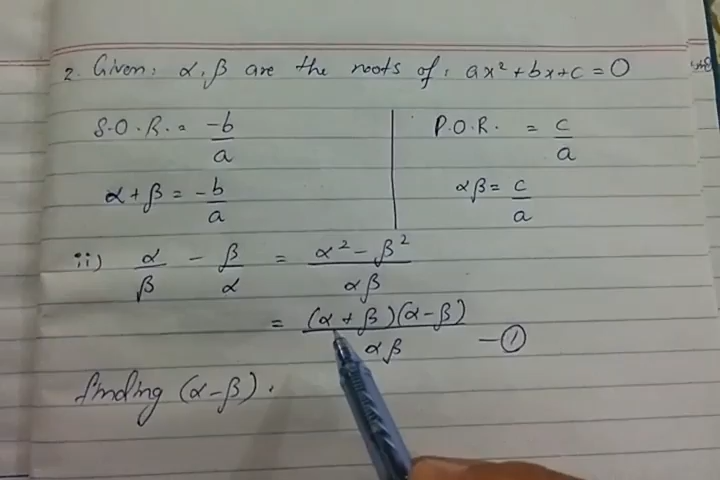 2. Given: α, β are the roots of: ax² + bx + c = 0
S.O.R. = -b/a
P.O.R. = c/a
α + β = -b/a
αβ = c/a
ii) α/β - β/α = α² - β²/αβ
= (α + β)(α - β)/αβ — ①
finding (α - β).